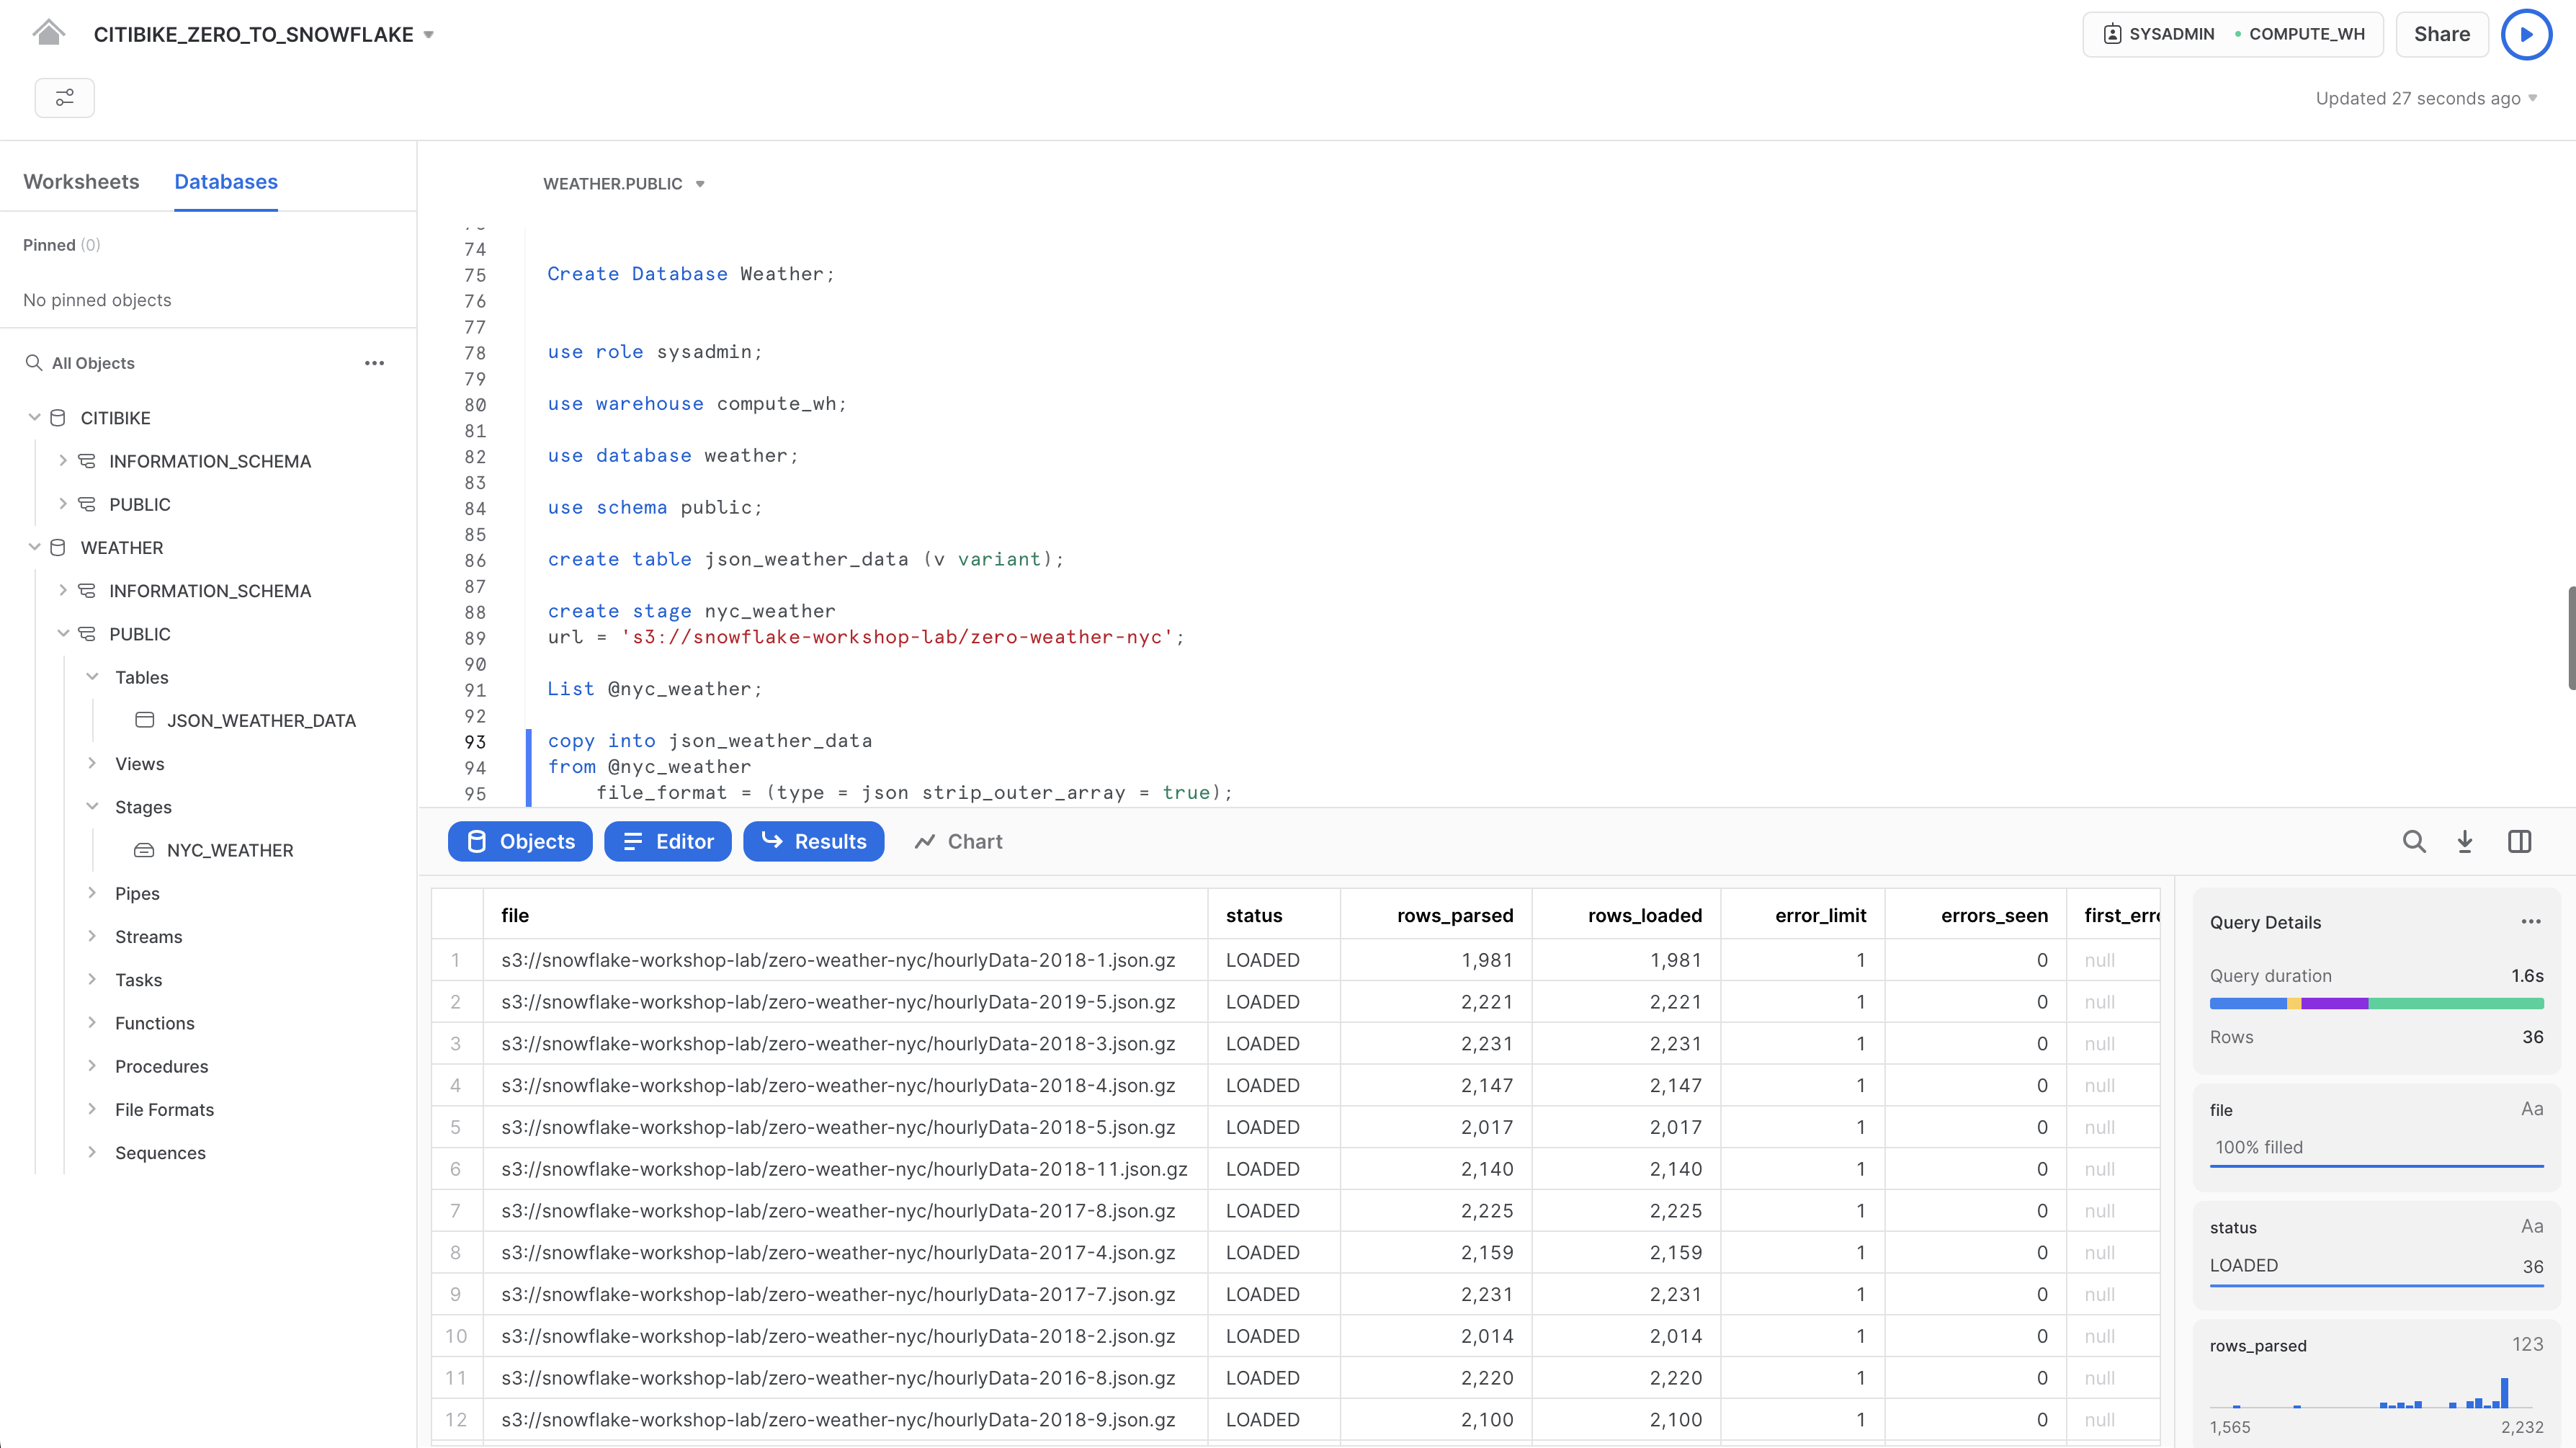 CITIBIKE_ZERO_TO_SNOWFLAKE
SYSADMIN COMPUTE_WH
Share
Updated 27 seconds ago
Worksheets Databases
Pinned (0)
No pinned objects
All Objects
CITIBIKE
INFORMATION_SCHEMA
PUBLIC
WEATHER
INFORMATION_SCHEMA
PUBLIC
Tables
JSON_WEATHER_DATA
Views
Stages
NYC_WEATHER
Pipes
Streams
Tasks
Functions
Procedures
File Formats
Sequences
WEATHER.PUBLIC
74
75 Create Database Weather;
76
77
78 use role sysadmin;
79
80 use warehouse compute_wh;
81
82 use database weather;
83
84 use schema public;
85
86 create table json_weather_data (v variant);
87
88 create stage nyc_weather
89 url = 's3://snowflake-workshop-lab/zero-weather-nyc';
90
91 List @nyc_weather;
92
93 copy into json_weather_data
94 from @nyc_weather
95 file_format = (type = json strip_outer_array = true);
Objects Editor Results Chart
file status rows_parsed rows_loaded error_limit errors_seen first_erro
1 s3://snowflake-workshop-lab/zero-weather-nyc/hourlyData-2018-1.json.gz LOADED 1,981 1,981 1 0 null
2 s3://snowflake-workshop-lab/zero-weather-nyc/hourlyData-2019-5.json.gz LOADED 2,221 2,221 1 0 null
3 s3://snowflake-workshop-lab/zero-weather-nyc/hourlyData-2018-3.json.gz LOADED 2,231 2,231 1 0 null
4 s3://snowflake-workshop-lab/zero-weather-nyc/hourlyData-2018-4.json.gz LOADED 2,147 2,147 1 0 null
5 s3://snowflake-workshop-lab/zero-weather-nyc/hourlyData-2018-5.json.gz LOADED 2,017 2,017 1 0 null
6 s3://snowflake-workshop-lab/zero-weather-nyc/hourlyData-2018-11.json.gz LOADED 2,140 2,140 1 0 null
7 s3://snowflake-workshop-lab/zero-weather-nyc/hourlyData-2017-8.json.gz LOADED 2,225 2,225 1 0 null
8 s3://snowflake-workshop-lab/zero-weather-nyc/hourlyData-2017-4.json.gz LOADED 2,159 2,159 1 0 null
9 s3://snowflake-workshop-lab/zero-weather-nyc/hourlyData-2017-7.json.gz LOADED 2,231 2,231 1 0 null
10 s3://snowflake-workshop-lab/zero-weather-nyc/hourlyData-2018-2.json.gz LOADED 2,014 2,014 1 0 null
11 s3://snowflake-workshop-lab/zero-weather-nyc/hourlyData-2016-8.json.gz LOADED 2,220 2,220 1 0 null
12 s3://snowflake-workshop-lab/zero-weather-nyc/hourlyData-2018-9.json.gz LOADED 2,100 2,100 1 0 null
Query Details
Query duration 1.6s
Rows 36
file Aa
100% filled
status Aa
LOADED 36
rows_parsed 123
1,565 2,232